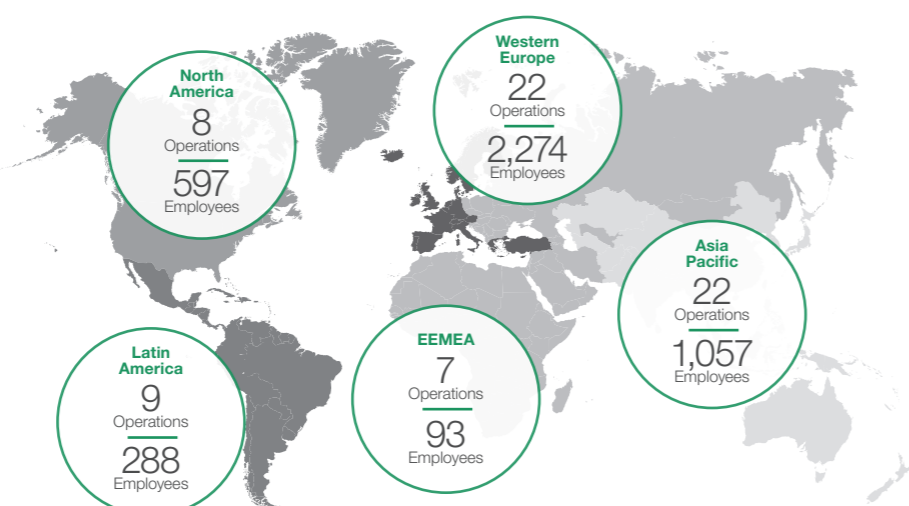 North
America
8
Operations
597
Employees
Western
Europe
22
Operations
2,274
Employees
Asia
Pacific
22
Operations
1,057
Employees
EEMEA
7
Operations
93
Employees
Latin
America
9
Operations
288
Employees